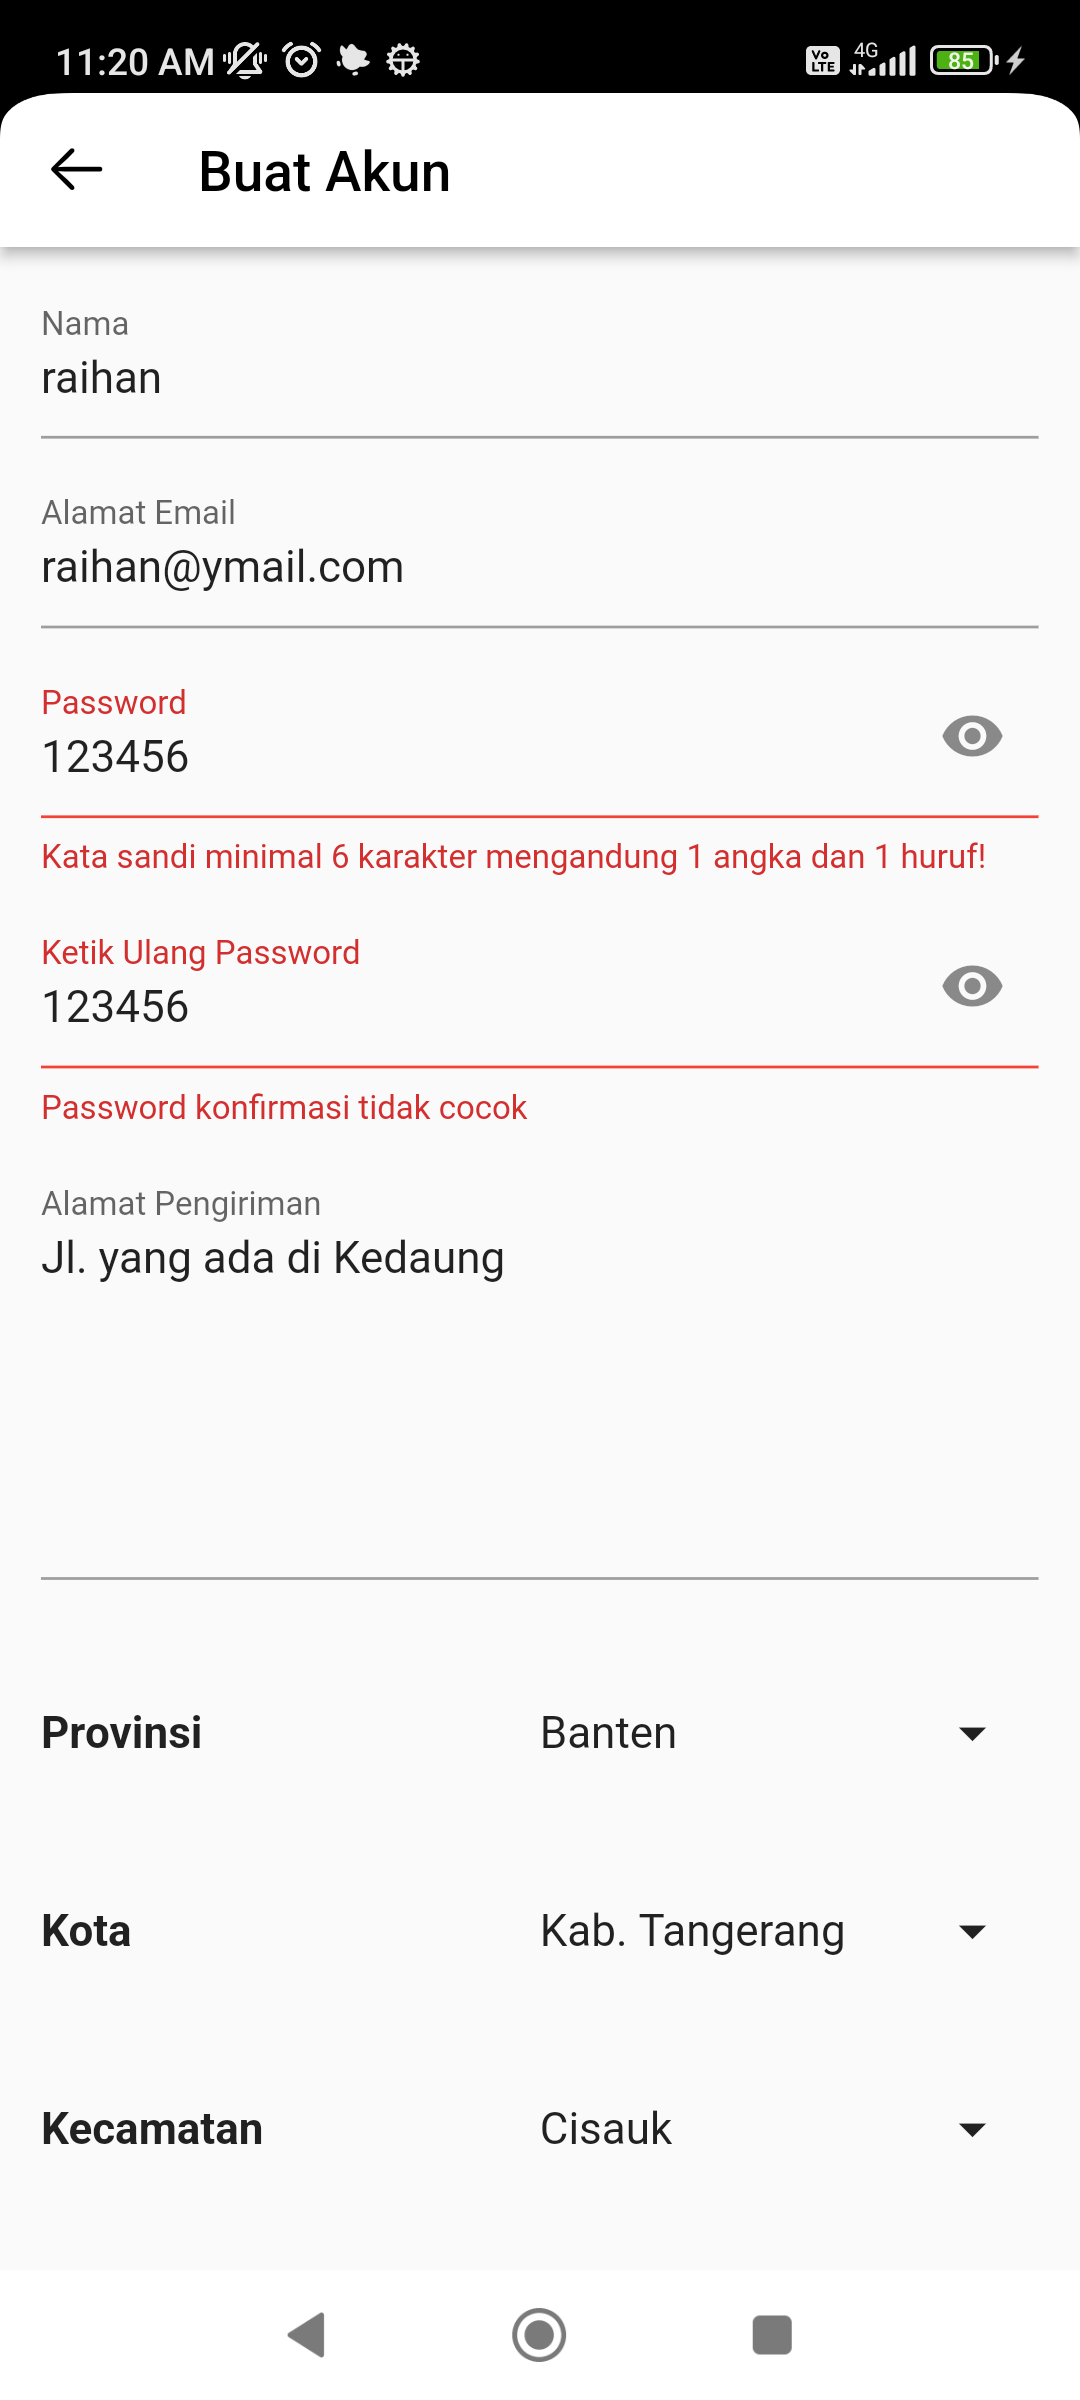 11:20 AM
Vo LTE 4G 85
Buat Akun
Nama
raihan
Alamat Email
raihan@ymail.com
Password
123456
Kata sandi minimal 6 karakter mengandung 1 angka dan 1 huruf!
Ketik Ulang Password
123456
Password konfirmasi tidak cocok
Alamat Pengiriman
Jl. yang ada di Kedaung
Provinsi Banten
Kota Kab. Tangerang
Kecamatan Cisauk